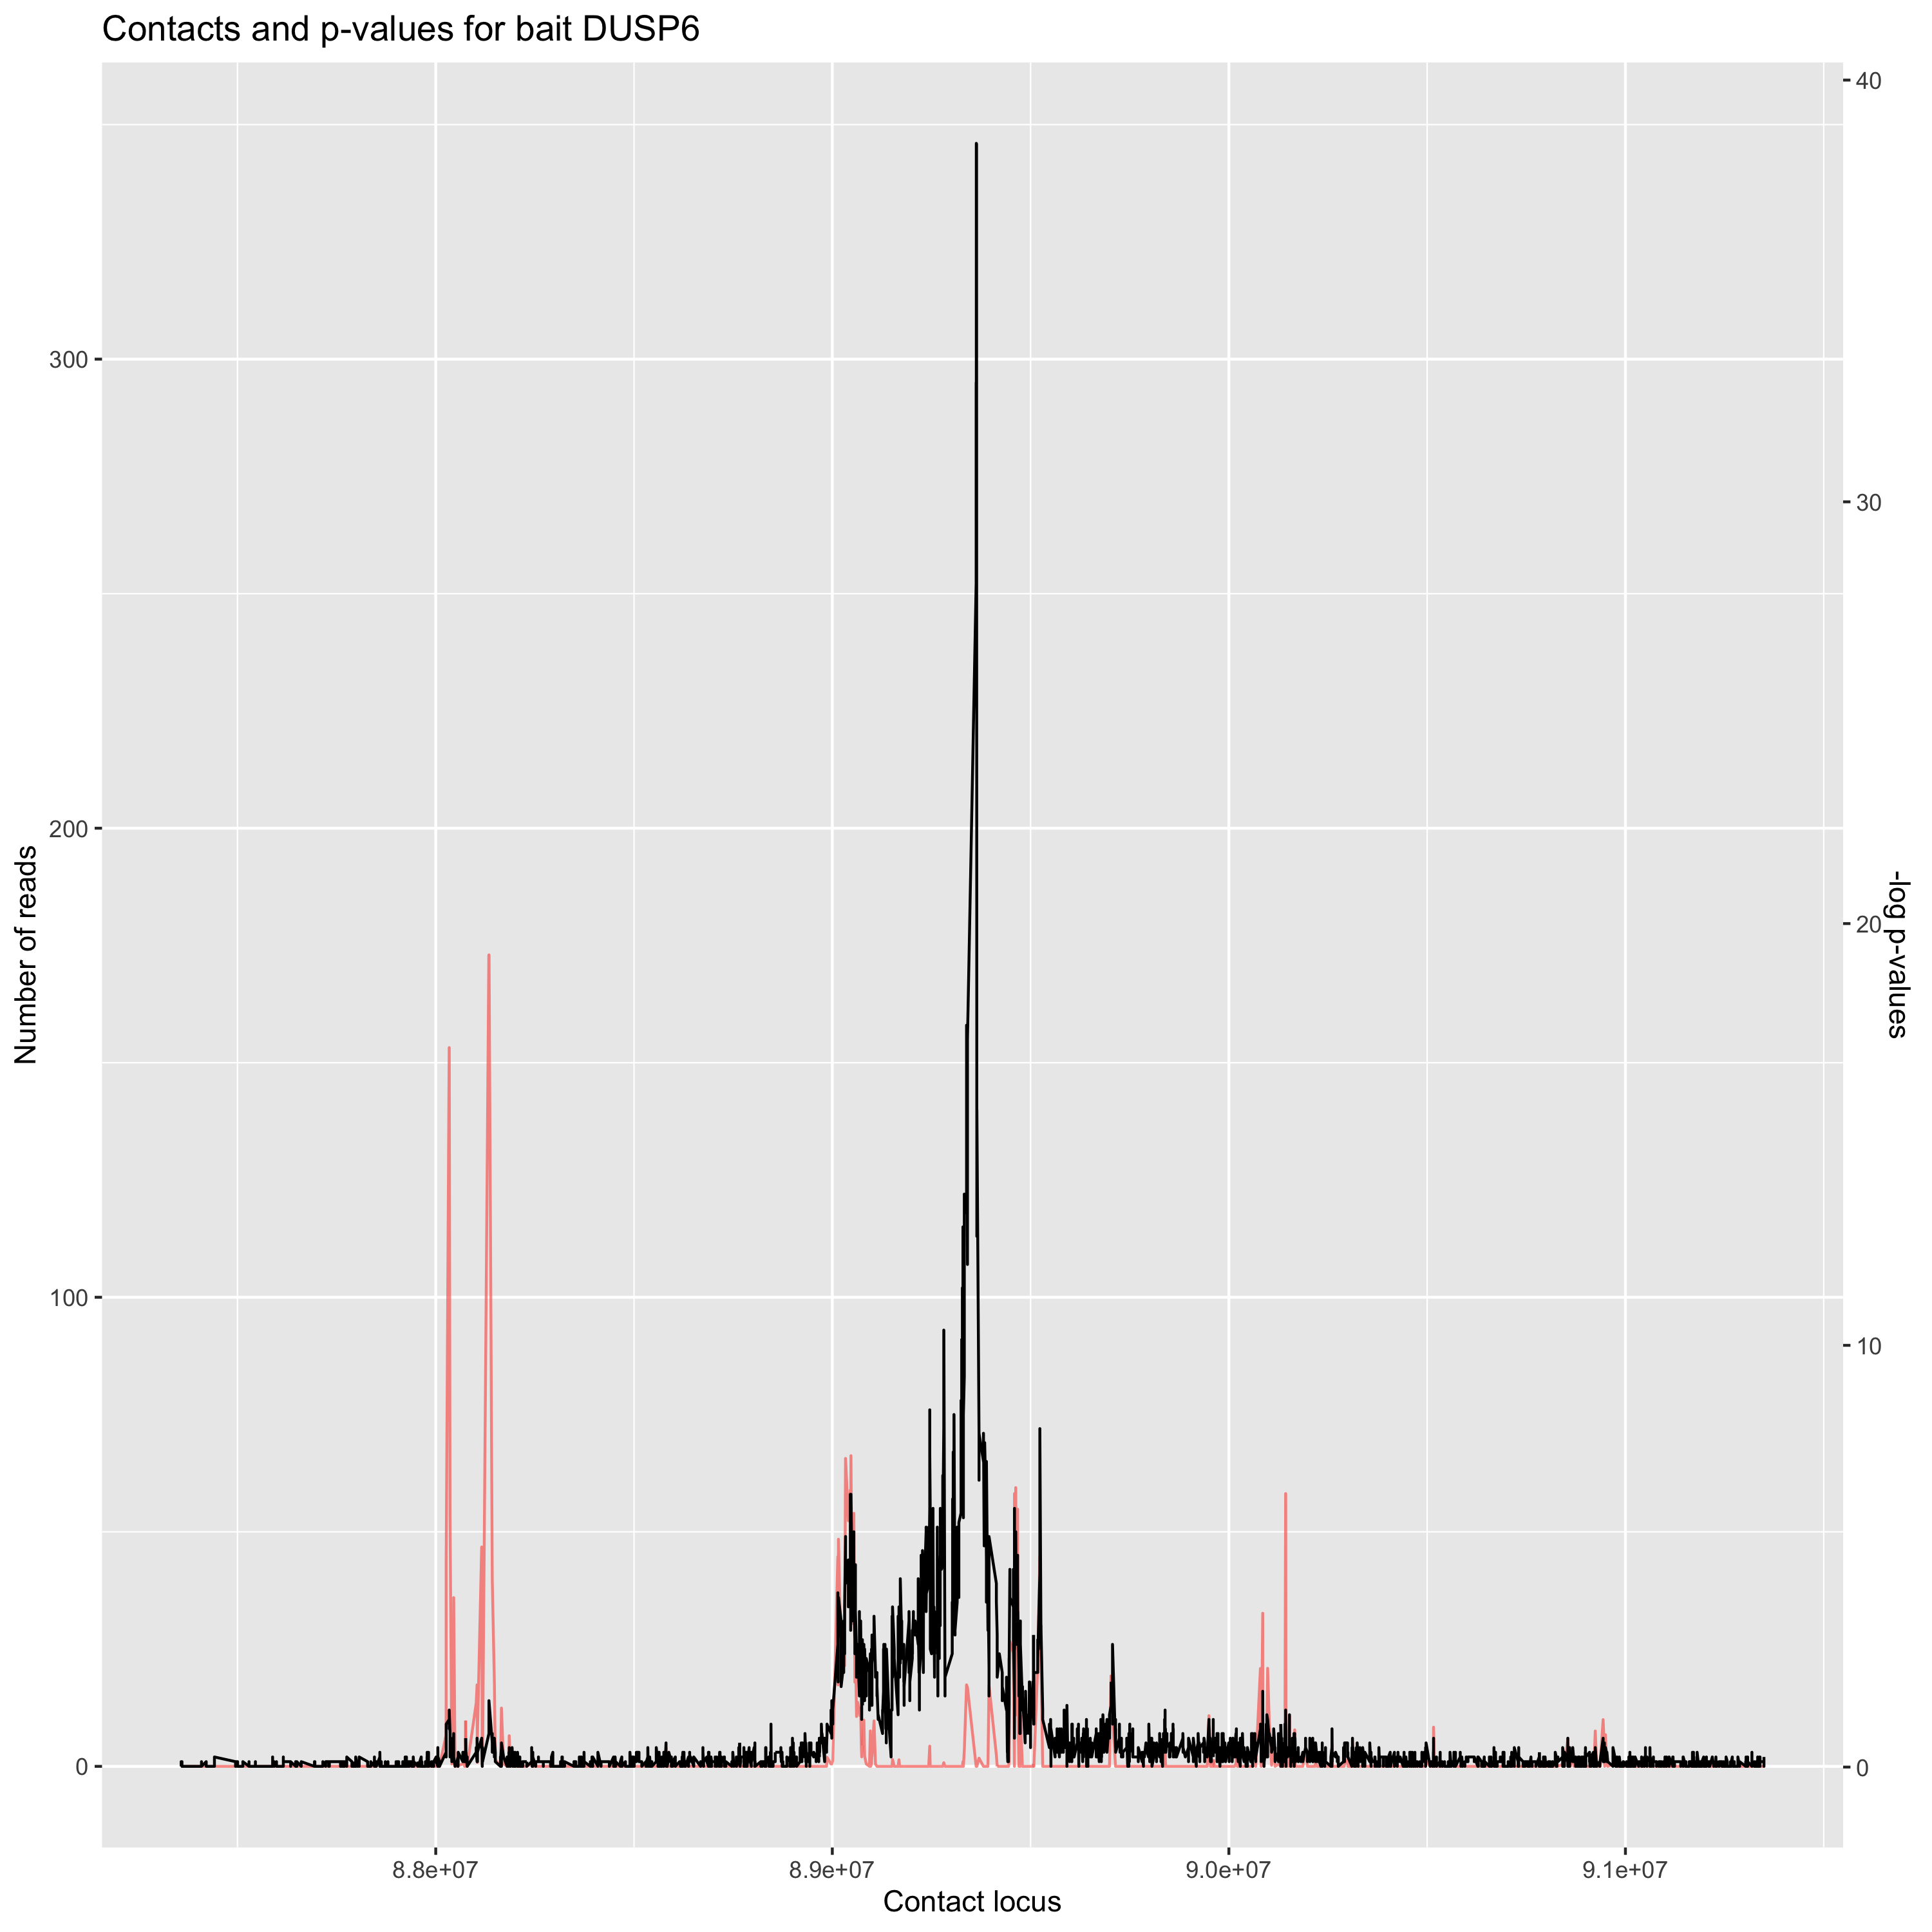 Contacts and p-values for bait DUSP6
40
300
30
200
20
Number of reads
-log p-values
100
10
0
0
8.8e+07
8.9e+07
9.0e+07
9.1e+07
Contact locus